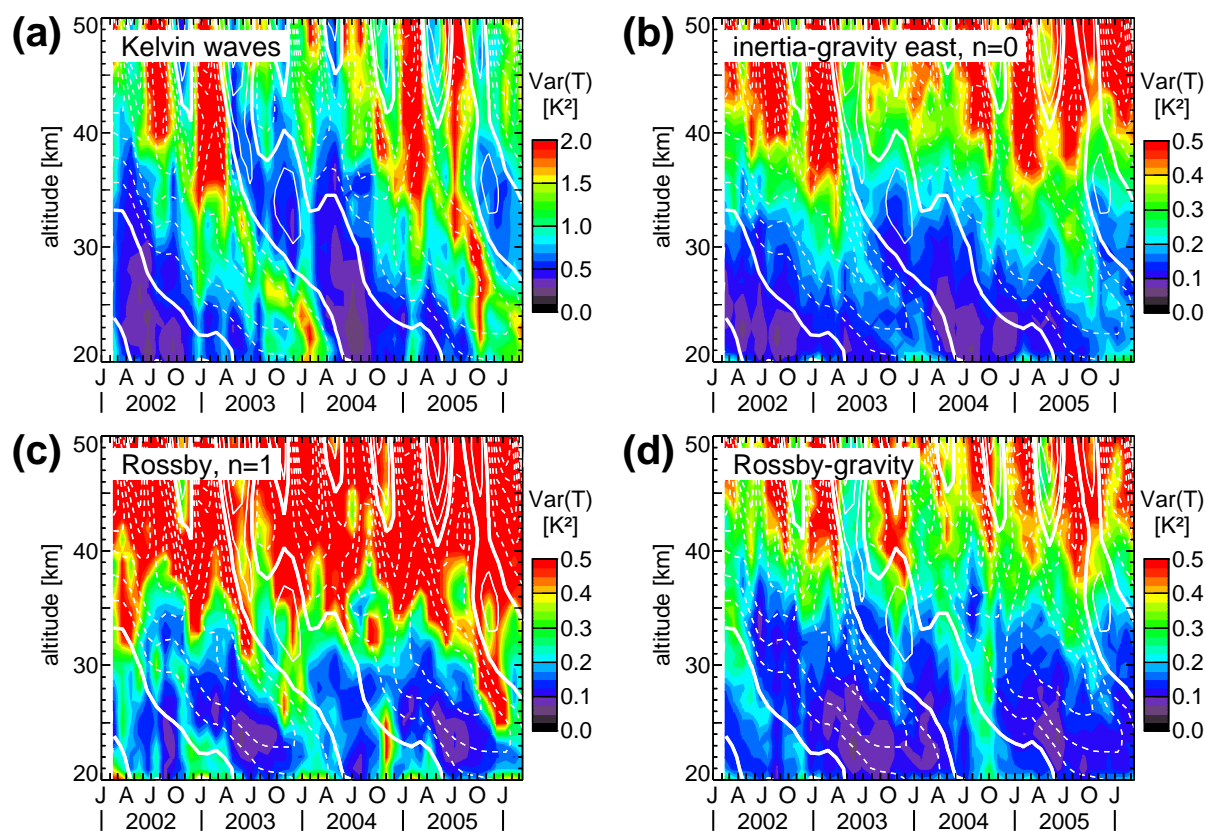 (a)
Kelvin waves
Var(T)
[K²]
50
40
30
20
altitude [km]
2.0
1.5
1.0
0.5
0.0
J A J O J A J O J A J O J A J O J
| 2002 | 2003 | 2004 | 2005 |
(b)
inertia-gravity east, n=0
Var(T)
[K²]
50
40
30
20
altitude [km]
0.5
0.4
0.3
0.2
0.1
0.0
J A J O J A J O J A J O J A J O J
| 2002 | 2003 | 2004 | 2005 |
(c)
Rossby, n=1
Var(T)
[K²]
50
40
30
20
altitude [km]
0.5
0.4
0.3
0.2
0.1
0.0
J A J O J A J O J A J O J A J O J
| 2002 | 2003 | 2004 | 2005 |
(d)
Rossby-gravity
Var(T)
[K²]
50
40
30
20
altitude [km]
0.5
0.4
0.3
0.2
0.1
0.0
J A J O J A J O J A J O J A J O J
| 2002 | 2003 | 2004 | 2005 |